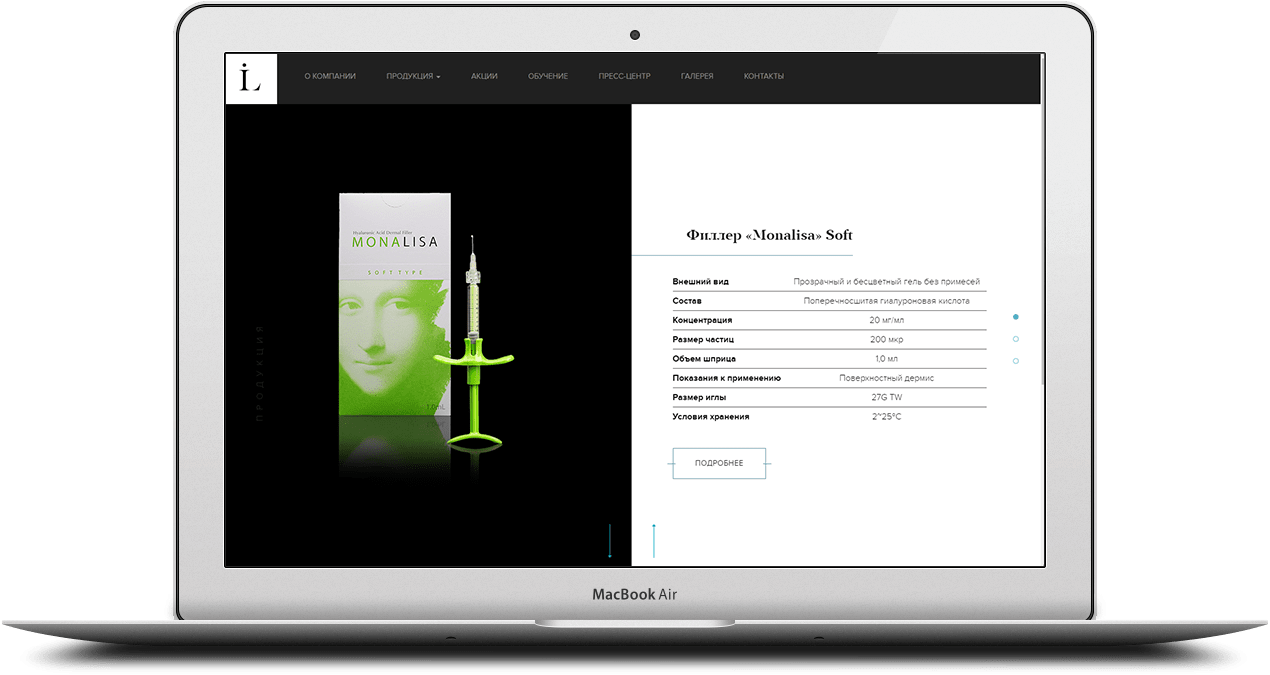 iL
О КОМПАНИИ ПРОДУКЦИЯ АКЦИИ ОБУЧЕНИЕ ПРЕСС-ЦЕНТР ГАЛЕРЕЯ КОНТАКТЫ
ПРОДУКЦИЯ
Hyaluronic Acid Dermal Filler
MONALISA
SOFT TYPE
1.0mL
Филлер «Monalisa» Soft
Внешний вид Прозрачный и бесцветный гель без примесей
Состав Поперечносшитая гиалуроновая кислота
Концентрация 20 мг/мл
Размер частиц 200 мкр
Объем шприца 1,0 мл
Показания к применению Поверхностный дермис
Размер иглы 27G TW
Условия хранения 2~25°C
ПОДРОБНЕЕ
MacBook Air